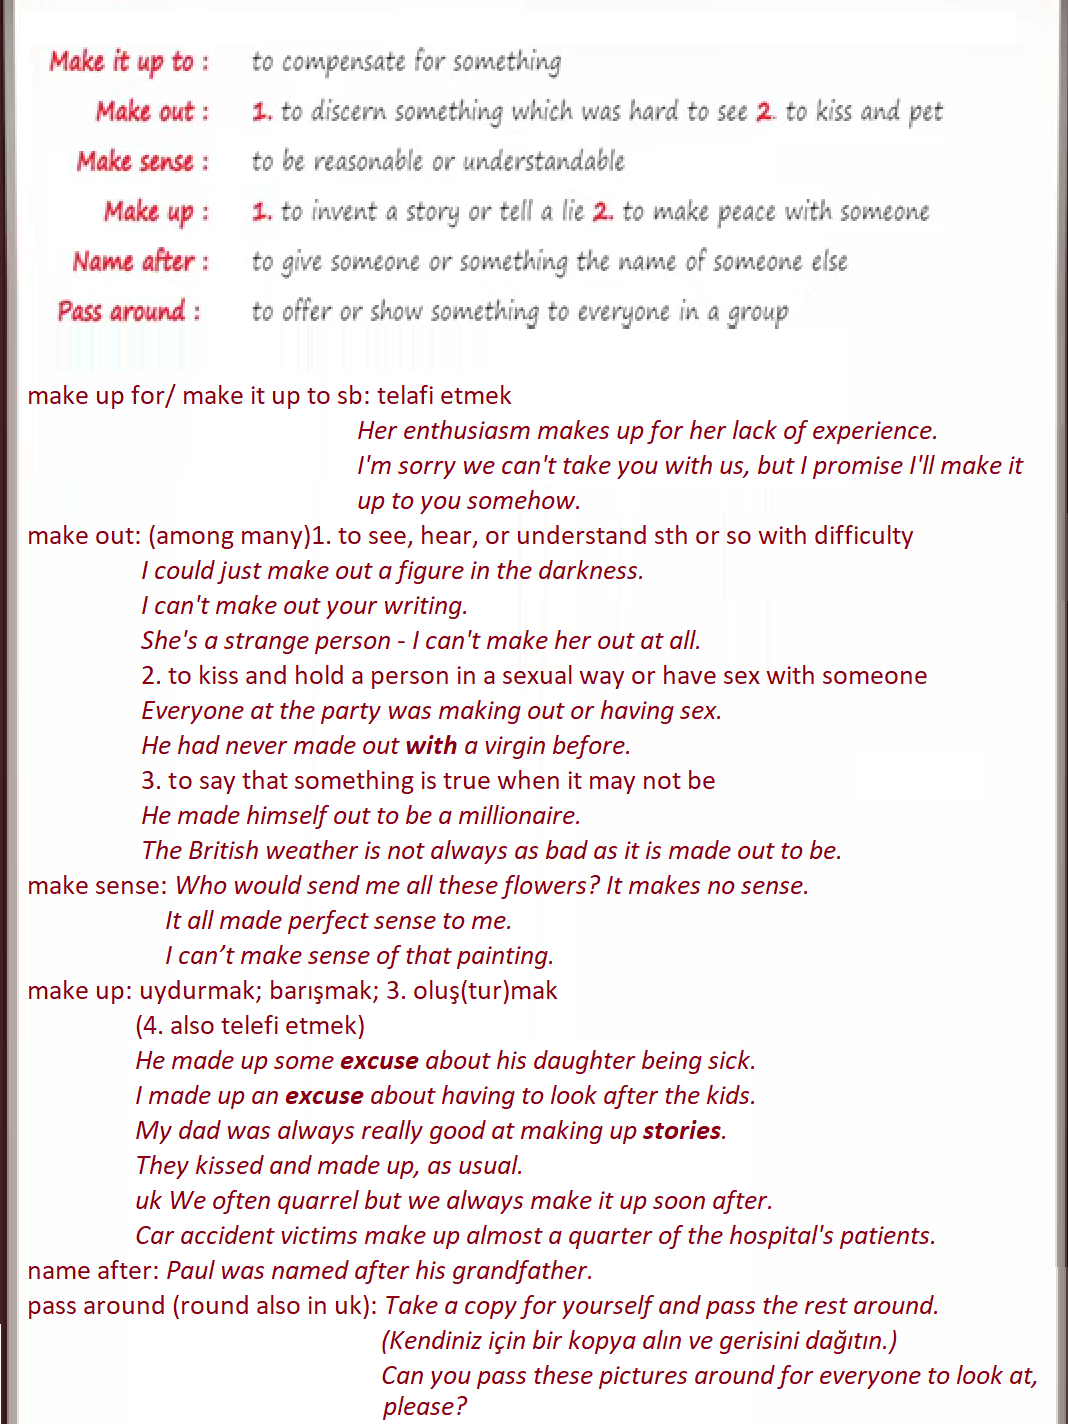 Make it up to : to compensate for something
Make out : 1. to discern something which was hard to see 2. to kiss and pet
Make sense : to be reasonable or understandable
Make up : 1. to invent a story or tell a lie 2. to make peace with someone
Name after : to give someone or something the name of someone else
Pass around : to offer or show something to everyone in a group
make up for/ make it up to sb: telafi etmek
Her enthusiasm makes up for her lack of experience.
I'm sorry we can't take you with us, but I promise I'll make it
up to you somehow.
make out: (among many)1. to see, hear, or understand sth or so with difficulty
I could just make out a figure in the darkness.
I can't make out your writing.
She's a strange person - I can't make her out at all.
2. to kiss and hold a person in a sexual way or have sex with someone
Everyone at the party was making out or having sex.
He had never made out with a virgin before.
3. to say that something is true when it may not be
He made himself out to be a millionaire.
The British weather is not always as bad as it is made out to be.
make sense: Who would send me all these flowers? It makes no sense.
It all made perfect sense to me.
I can’t make sense of that painting.
make up: uydurmak; barışmak; 3. oluş(tur)mak
(4. also telefi etmek)
He made up some excuse about his daughter being sick.
I made up an excuse about having to look after the kids.
My dad was always really good at making up stories.
They kissed and made up, as usual.
uk We often quarrel but we always make it up soon after.
Car accident victims make up almost a quarter of the hospital's patients.
name after: Paul was named after his grandfather.
pass around (round also in uk): Take a copy for yourself and pass the rest around.
(Kendiniz için bir kopya alın ve gerisini dağıtın.)
Can you pass these pictures around for everyone to look at,
please?